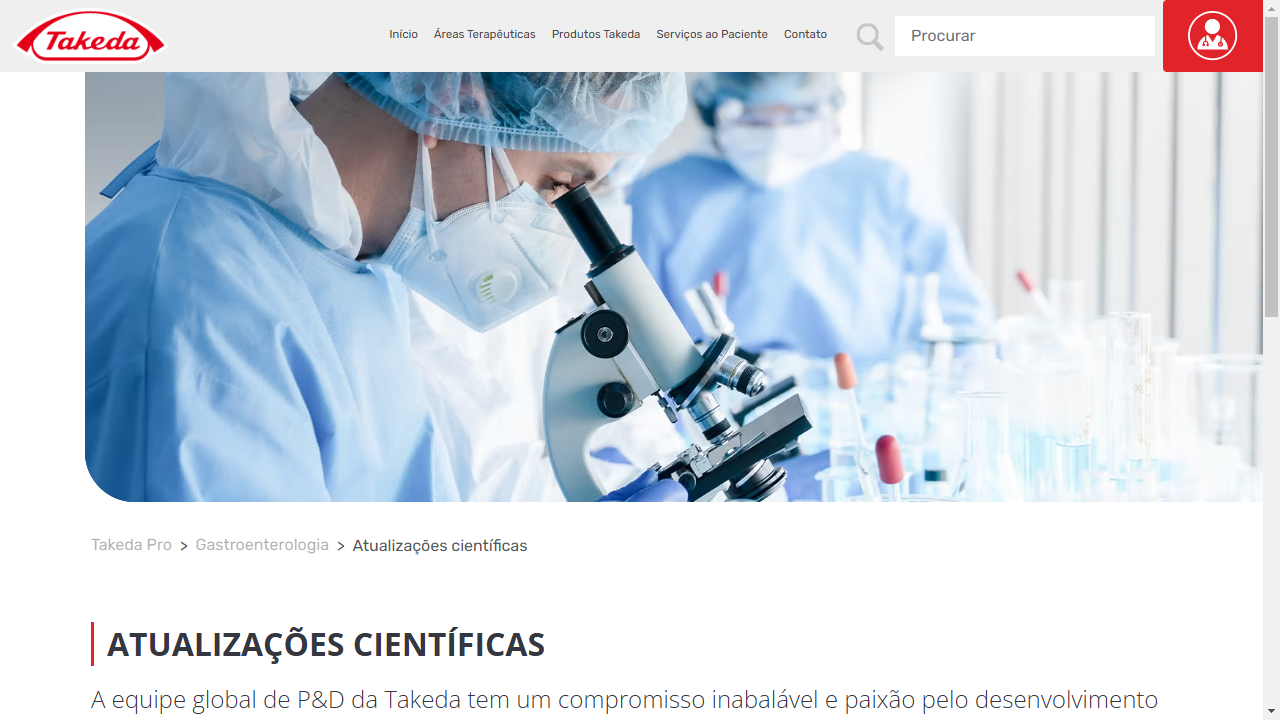 Takeda
Início Áreas Terapêuticas Produtos Takeda Serviços ao Paciente Contato
Procurar
Takeda Pro > Gastroenterologia > Atualizações científicas
ATUALIZAÇÕES CIENTÍFICAS
A equipe global de P&D da Takeda tem um compromisso inabalável e paixão pelo desenvolvimento